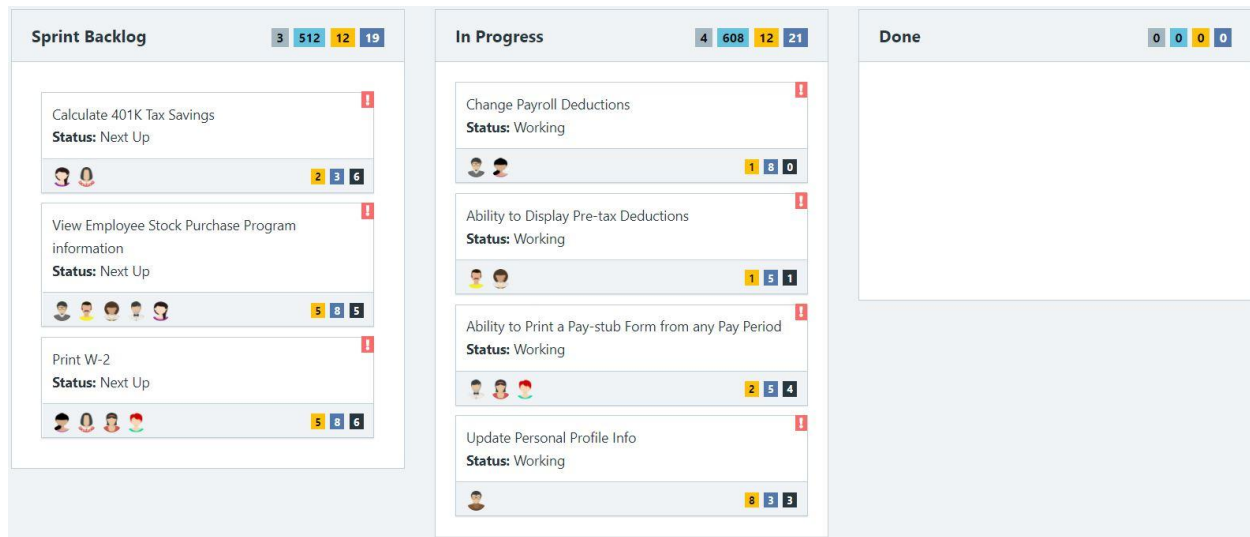 Sprint Backlog 3 512 12 19
!
Calculate 401K Tax Savings
Status: Next Up
2 3 6
!
View Employee Stock Purchase Program
information
Status: Next Up
5 8 5
!
Print W-2
Status: Next Up
5 8 6
In Progress 4 608 12 21
!
Change Payroll Deductions
Status: Working
1 8 0
!
Ability to Display Pre-tax Deductions
Status: Working
1 5 1
!
Ability to Print a Pay-stub Form from any Pay Period
Status: Working
2 5 4
!
Update Personal Profile Info
Status: Working
8 3 3
Done 0 0 0 0